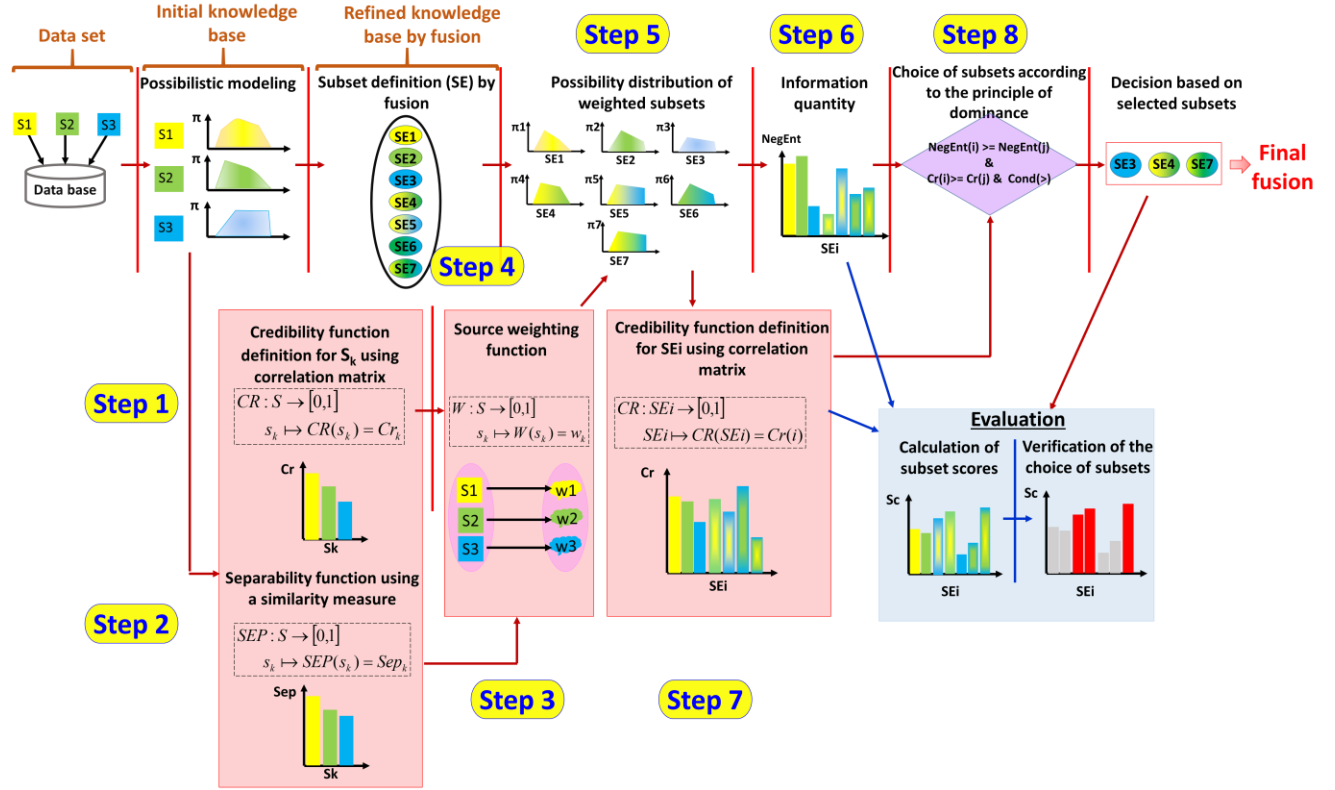 Data set
Initial knowledge
base
Refined knowledge
base by fusion
Step 5
Step 6
Step 8
Possibilistic modeling
Subset definition (SE) by
fusion
Possibility distribution of
weighted subsets
Information
quantity
Choice of subsets according
to the principle of
dominance
Decision based on
selected subsets
S1
S2
S3
Data base
S1
π
S2
π
S3
π
SE1
SE2
SE3
SE4
SE5
SE6
SE7
Step 4
π1
SE1
π2
SE2
π3
SE3
π4
SE4
π5
SE5
π6
SE6
π7
SE7
NegEnt
SEi
NegEnt(i) >= NegEnt(j)
&
Cr(i)>= Cr(j) & Cond(>)
SE3
SE4
SE7
Final
fusion
Step 1
Credibility function
definition for Sk using
correlation matrix
CR : S → [0,1]
sk ↦ CR(sk) = Crk
Cr
Sk
Step 2
Separability function using
a similarity measure
SEP : S → [0,1]
sk ↦ SEP(sk) = Sepk
Sep
Sk
Source weighting
function
W : S → [0,1]
sk ↦ W(sk) = wk
S1
w1
S2
w2
S3
w3
Step 3
Credibility function definition
for SEi using correlation
matrix
CR : SEi → [0,1]
SEi ↦ CR(SEi) = Cr(i)
Cr
SEi
Step 7
Evaluation
Calculation of
subset scores
Sc
SEi
Verification of the
choice of subsets
Sc
SEi